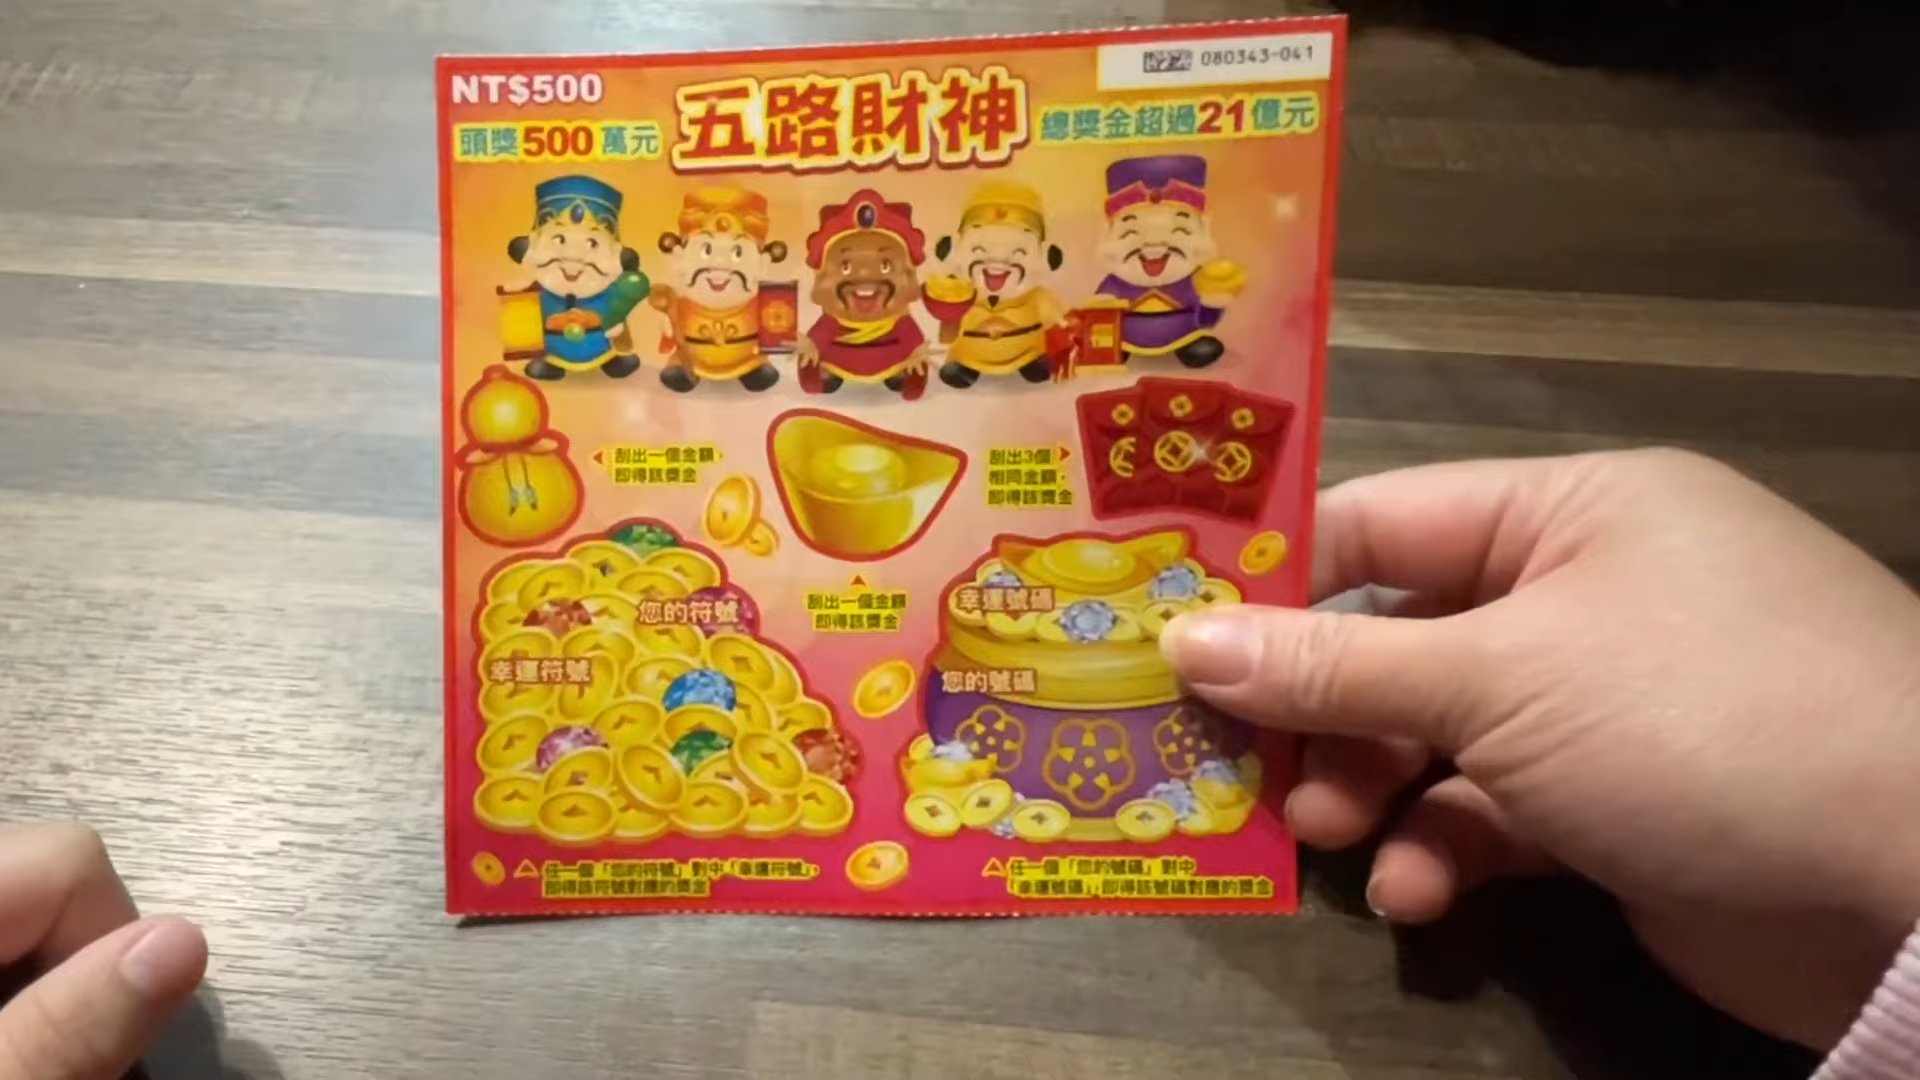 NT$500
080343-041
頭獎500萬元
五路財神
總獎金超過21億元
刮出一個金額，
即得該獎金
刮出3個
相同金額，
即得該獎金
刮出一個金額
即得該獎金
您的符號
幸運符號
幸運號碼
您的號碼
任一個「您的符號」對中「幸運符號」，
即得該符號對應的獎金
任一個「您的號碼」對中
「幸運號碼」，即得該號碼對應的獎金